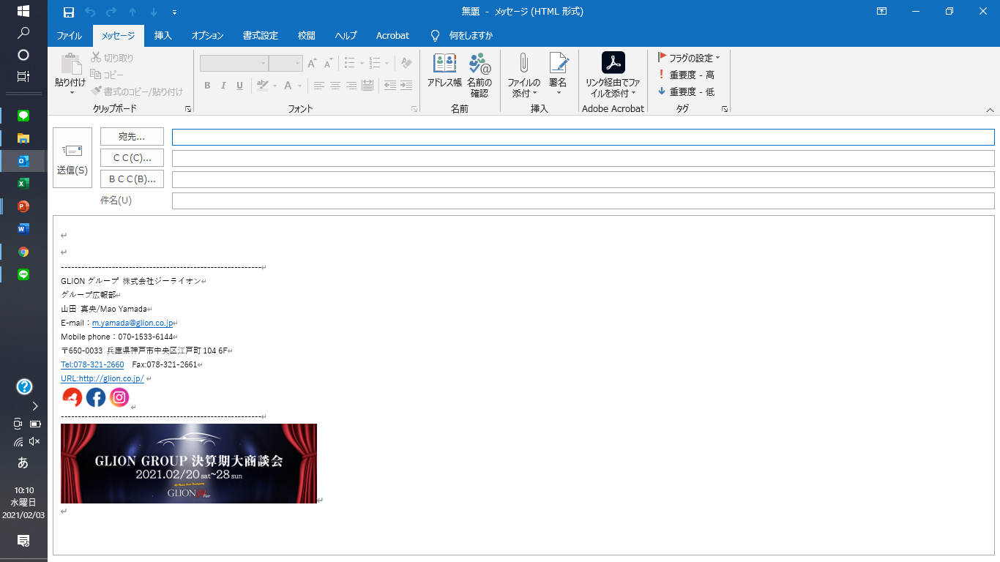 無題 - メッセージ (HTML 形式)
ファイル メッセージ 挿入 オプション 書式設定 校閲 ヘルプ Acrobat 何をしますか
貼り付け
切り取り
コピー
書式のコピー/貼り付け
クリップボード
B I U
フォント
アドレス帳
名前の
確認
名前
ファイルの
添付
署名
挿入
リンク経由でファ
イルを添付
Adobe Acrobat
フラグの設定
重要度 - 高
重要度 - 低
タグ
送信(S)
宛先...
C C(C)...
B C C(B)...
件名(U)
------------------------------------------------------------
GLION グループ 株式会社ジーライオン
グループ広報部
山田 真央/Mao Yamada
E-mail：m.yamada@glion.co.jp
Mobile phone：070-1533-6144
〒650-0033 兵庫県神戸市中央区江戸町 104 6F
Tel:078-321-2660 Fax:078-321-2661
URL:http://glion.co.jp/
------------------------------------------------------------
GLION GROUP 決算期大商談会
2021.02/20 sat~28 sun
GLION
Fair
あ
10:10
水曜日
2021/02/03